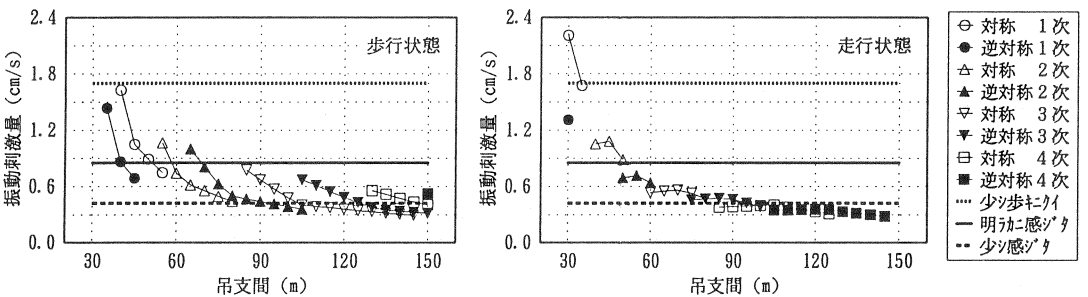 2.4
1.8
1.2
0.6
0.0
振動刺激量 (cm/s)
歩行状態
30 60 90 120 150
吊支間 (m)
2.4
1.8
1.2
0.6
0.0
振動刺激量 (cm/s)
走行状態
30 60 90 120 150
吊支間 (m)
対称 1次
逆対称1次
対称 2次
逆対称2次
対称 3次
逆対称3次
対称 4次
逆対称4次
少シ歩キニクイ
明ラカニ感ジタ
少シ感ジタ